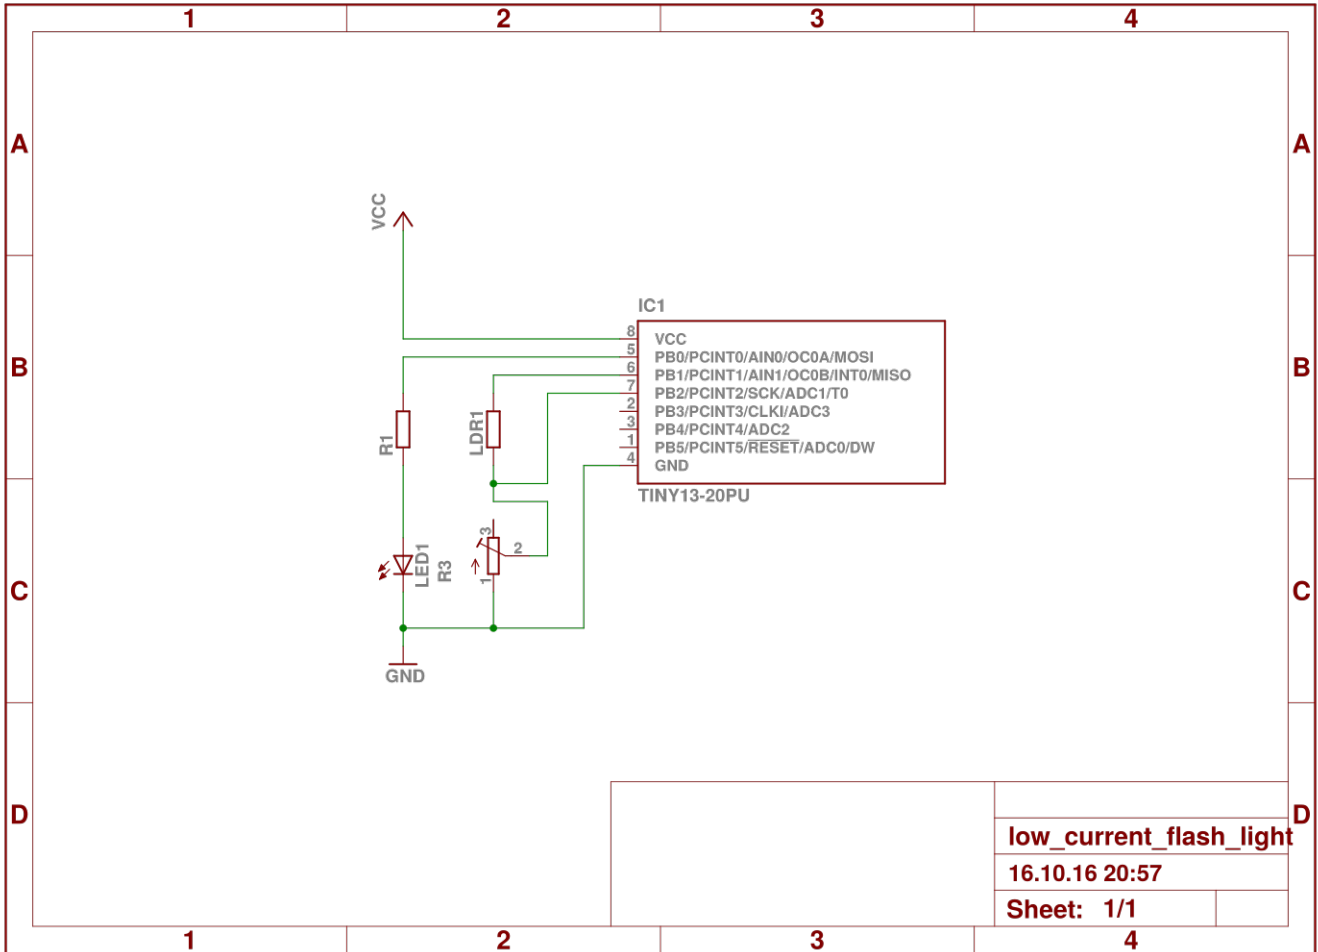 1 2 3 4
A A
VCC
IC1
8 VCC
5 PB0/PCINT0/AIN0/OC0A/MOSI
B B
6 PB1/PCINT1/AIN1/OC0B/INT0/MISO
7 PB2/PCINT2/SCK/ADC1/T0
2 PB3/PCINT3/CLKI/ADC3
3 PB4/PCINT4/ADC2
1 PB5/PCINT5/RESET/ADC0/DW
4 GND
R1
LDR1
TINY13-20PU
3
2
1
LED1
R3
C C
GND
D D
low_current_flash_light
16.10.16 20:57
Sheet: 1/1
1 2 3 4